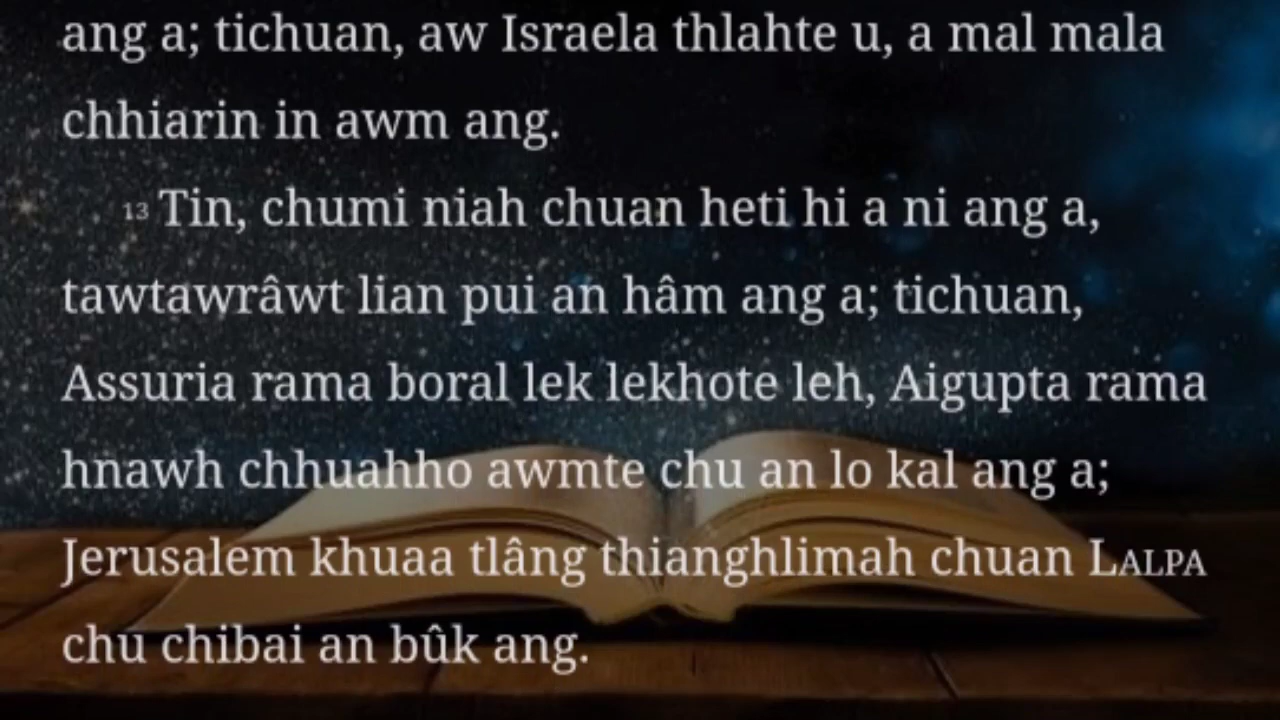 ang a; tichuan, aw Israela thlahte u, a mal mala
chhiarin in awm ang.
13 Tin, chumi niah chuan heti hi a ni ang a,
tawtawrâwt lian pui an hâm ang a; tichuan,
Assuria rama boral lek lekhote leh, Aigupta rama
hnawh chhuahho awmte chu an lo kal ang a;
Jerusalem khuaa tlâng thianghlimah chuan LALPA
chu chibai an bûk ang.